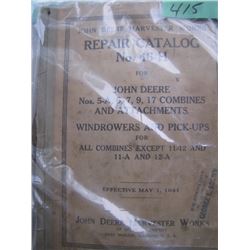 415
JOHN DEERE HARVESTER WORKS
REPAIR CATALOG
FOR
JOHN DEERE
Nos. 5-A, 6, 7, 9, 17 COMBINES
AND ATTACHMENTS
WINDROWERS AND PICK-UPS
FOR
ALL COMBINES EXCEPT 11, 12 AND
11-A AND 12-A
EFFECTIVE MAY 1, 1941
JOHN DEERE HARVESTER WORKS